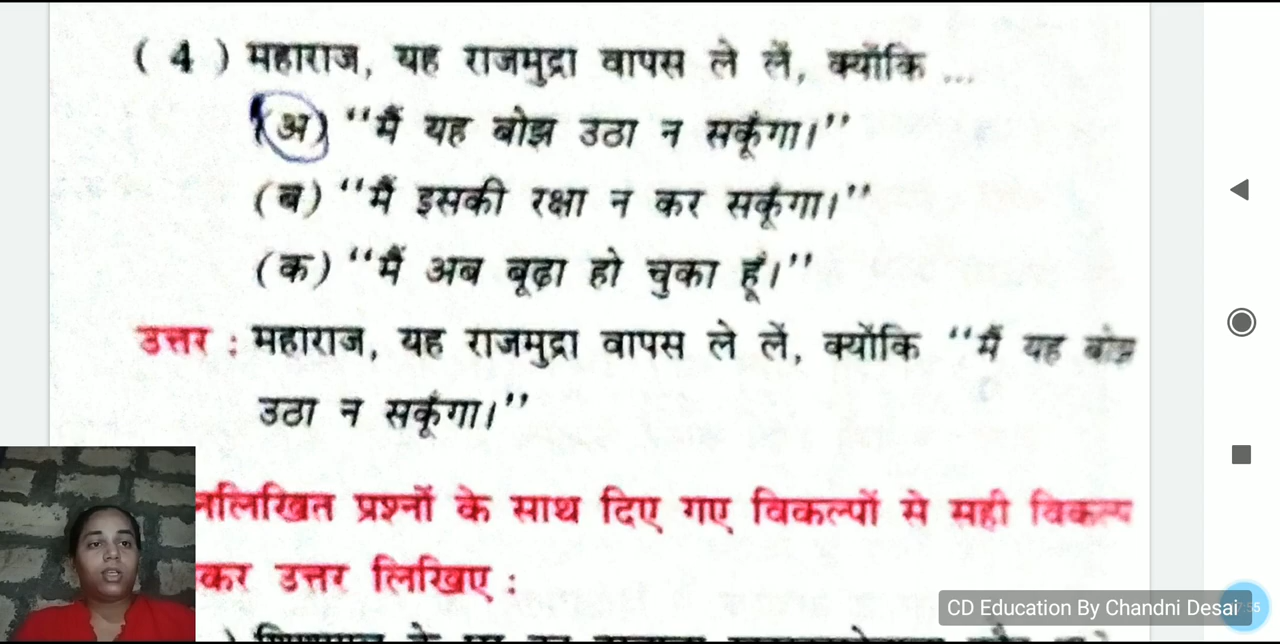 ( 4 ) महाराज, यह राजमुद्रा वापस ले लें, क्योंकि ...
(अ) “मैं यह बोझ उठा न सकूंगा।”
(ब) “मैं इसकी रक्षा न कर सकूंगा।”
(क) “मैं अब बूढ़ा हो चुका हूं।”
उत्तर : महाराज, यह राजमुद्रा वापस ले लें, क्योंकि “मैं यह बोझ
उठा न सकूंगा।”
प्रश्नों के साथ दिए गए विकल्पों से सही विकल्प
कर उत्तर लिखिए :
CD Education By Chandni Desai